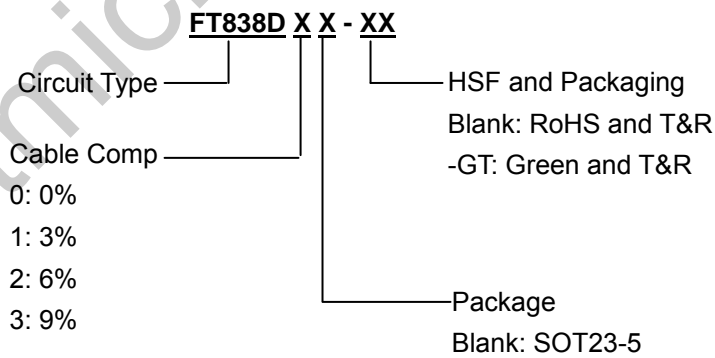 FT838D X X - XX
Circuit Type
Cable Comp
0: 0%
1: 3%
2: 6%
3: 9%
HSF and Packaging
Blank: RoHS and T&R
-GT: Green and T&R
Package
Blank: SOT23-5